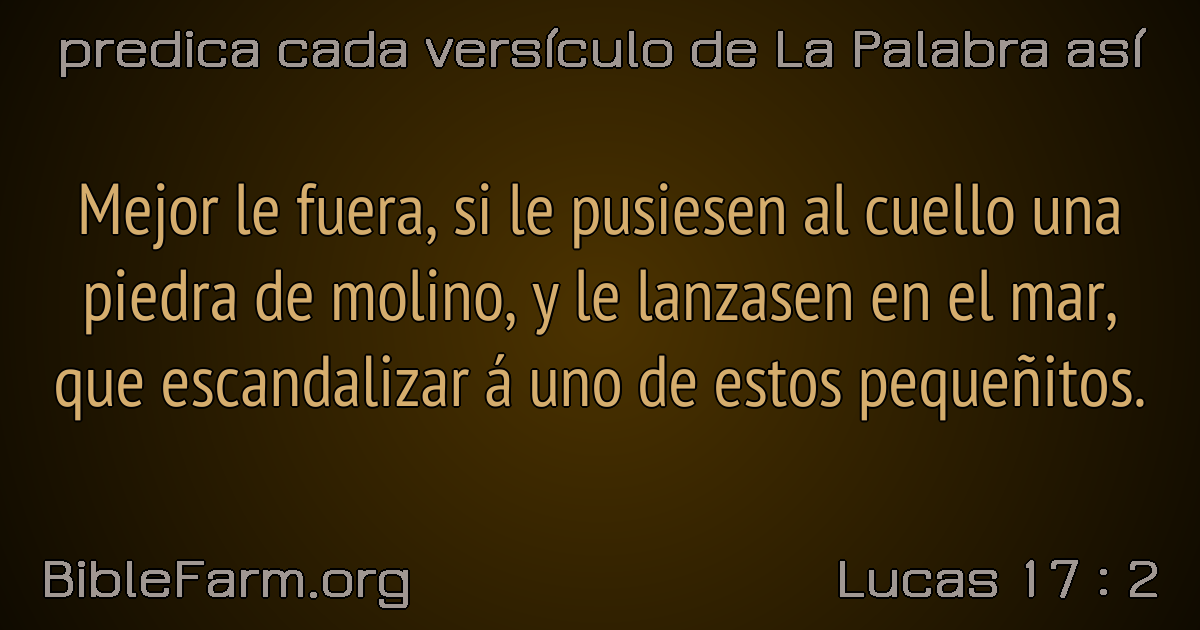 predica cada versículo de La Palabra así
Mejor le fuera, si le pusiesen al cuello una
piedra de molino, y le lanzasen en el mar,
que escandalizar á uno de estos pequeñitos.
BibleFarm.org
Lucas 17 : 2